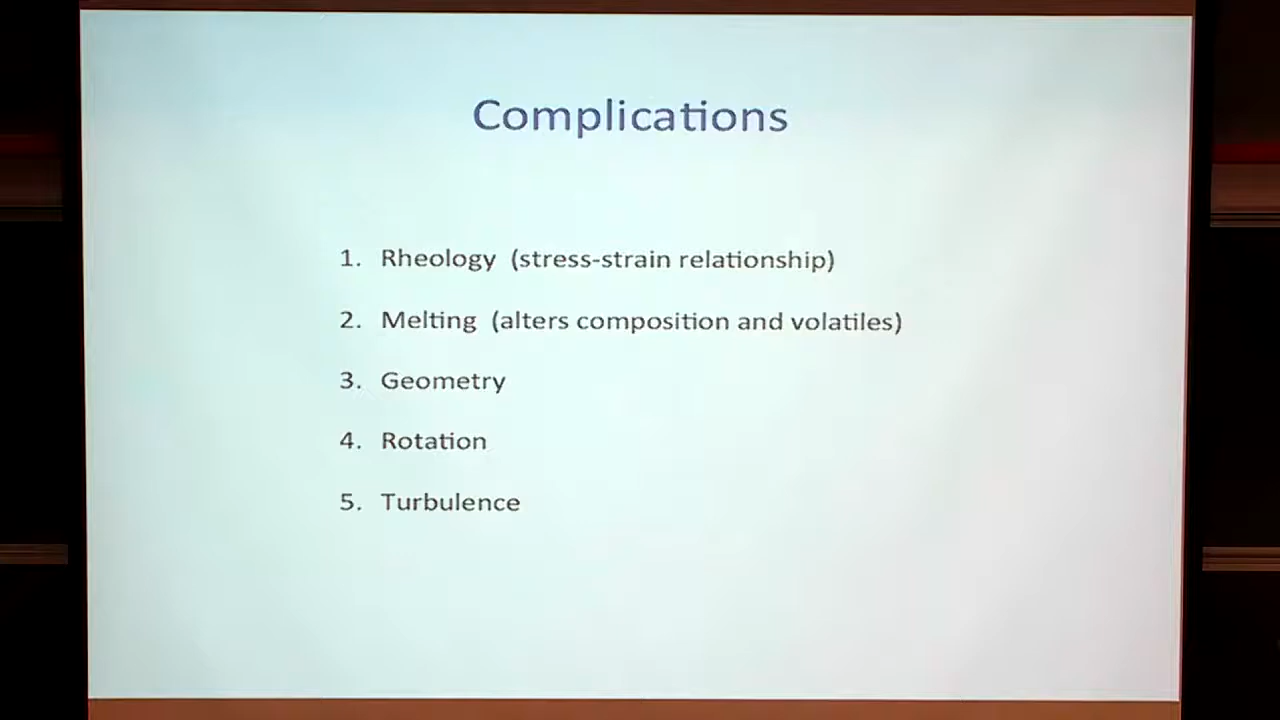 Complications
1. Rheology (stress-strain relationship)
2. Melting (alters composition and volatiles)
3. Geometry
4. Rotation
5. Turbulence